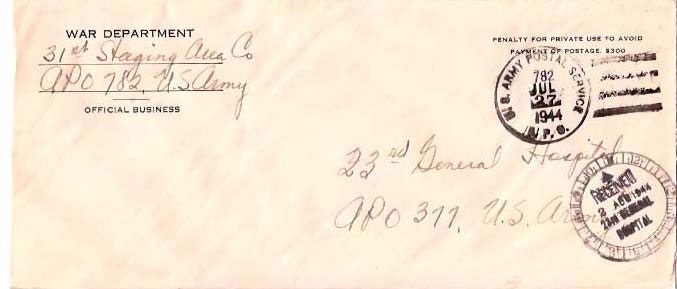 WAR DEPARTMENT
31st Staging Area Co
APO 782, U.S Army
OFFICIAL BUSINESS
PENALTY FOR PRIVATE USE TO AVOID
PAYMENT OF POSTAGE, $300
U.S. ARMY POSTAL SERVICE
782
JUL
27
1944
A.P.O.
23rd General Hospital
APO 377, U.S. Army
RECEIVED
2 AUG 1944
23RD GENERAL
HOSPITAL